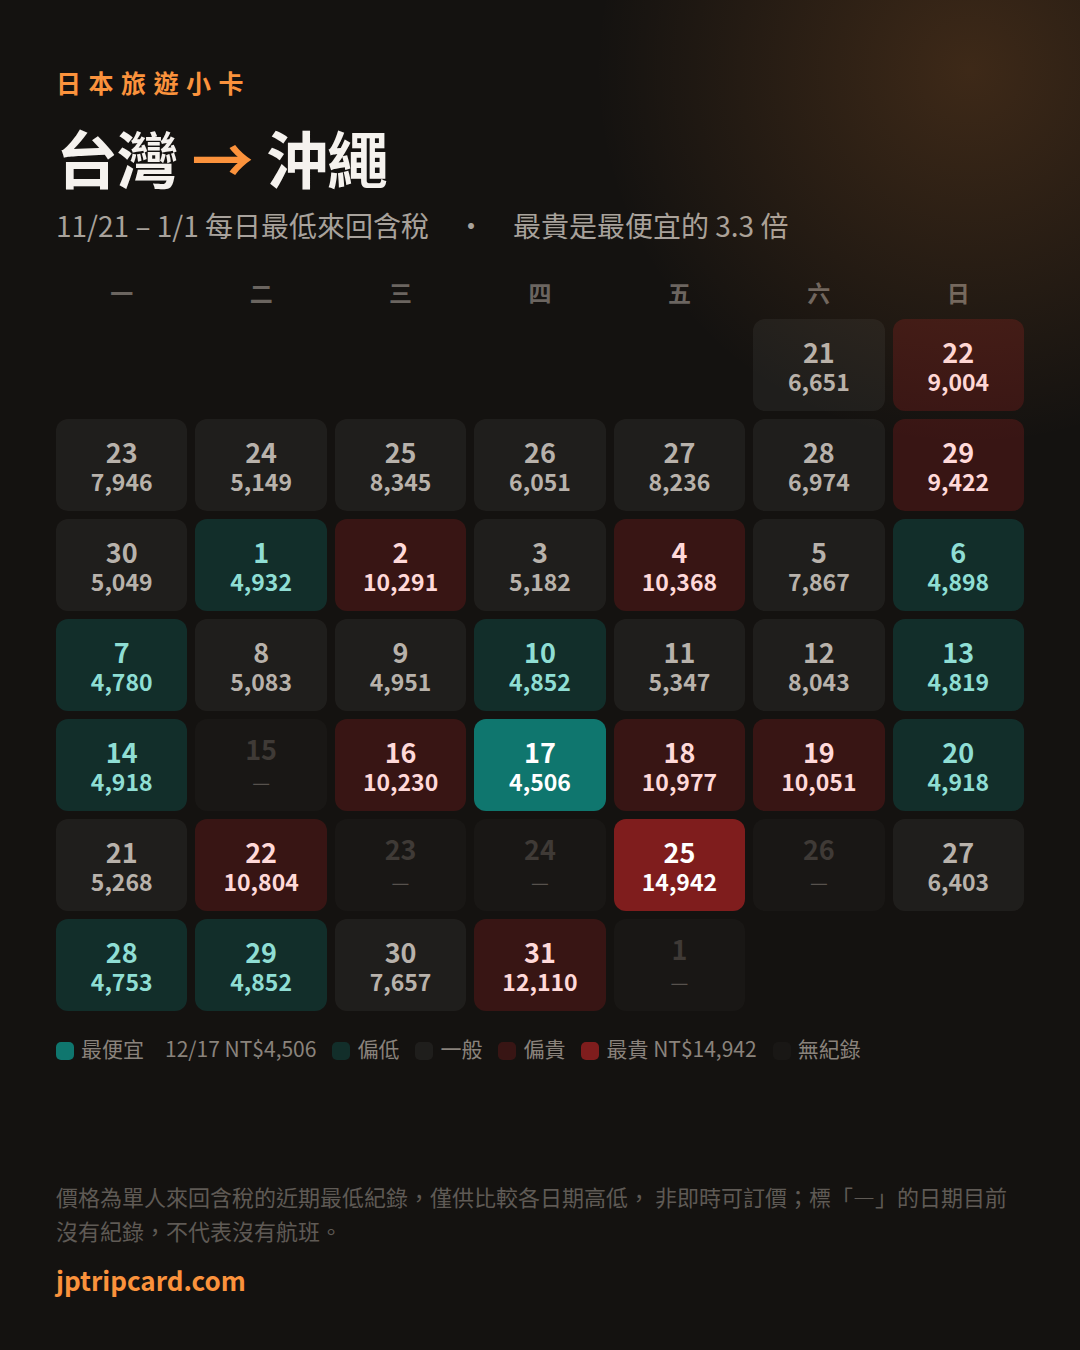 日本旅遊小卡
台灣 → 沖繩
11/21 – 1/1 每日最低來回含稅 · 最貴是最便宜的 3.3 倍
一 二 三 四 五 六 日
21 22
6,651 9,004
23 24 25 26 27 28 29
7,946 5,149 8,345 6,051 8,236 6,974 9,422
30 1 2 3 4 5 6
5,049 4,932 10,291 5,182 10,368 7,867 4,898
7 8 9 10 11 12 13
4,780 5,083 4,951 4,852 5,347 8,043 4,819
14 15 16 17 18 19 20
4,918 — 10,230 4,506 10,977 10,051 4,918
21 22 23 24 25 26 27
5,268 10,804 — — 14,942 — 6,403
28 29 30 31 1
4,753 4,852 7,657 12,110 —
最便宜 12/17 NT$4,506 偏低 一般 偏貴 最貴 NT$14,942 無紀錄
價格為單人來回含稅的近期最低紀錄，僅供比較各日期高低， 非即時可訂價；標「—」的日期目前
沒有紀錄，不代表沒有航班。
jptripcard.com